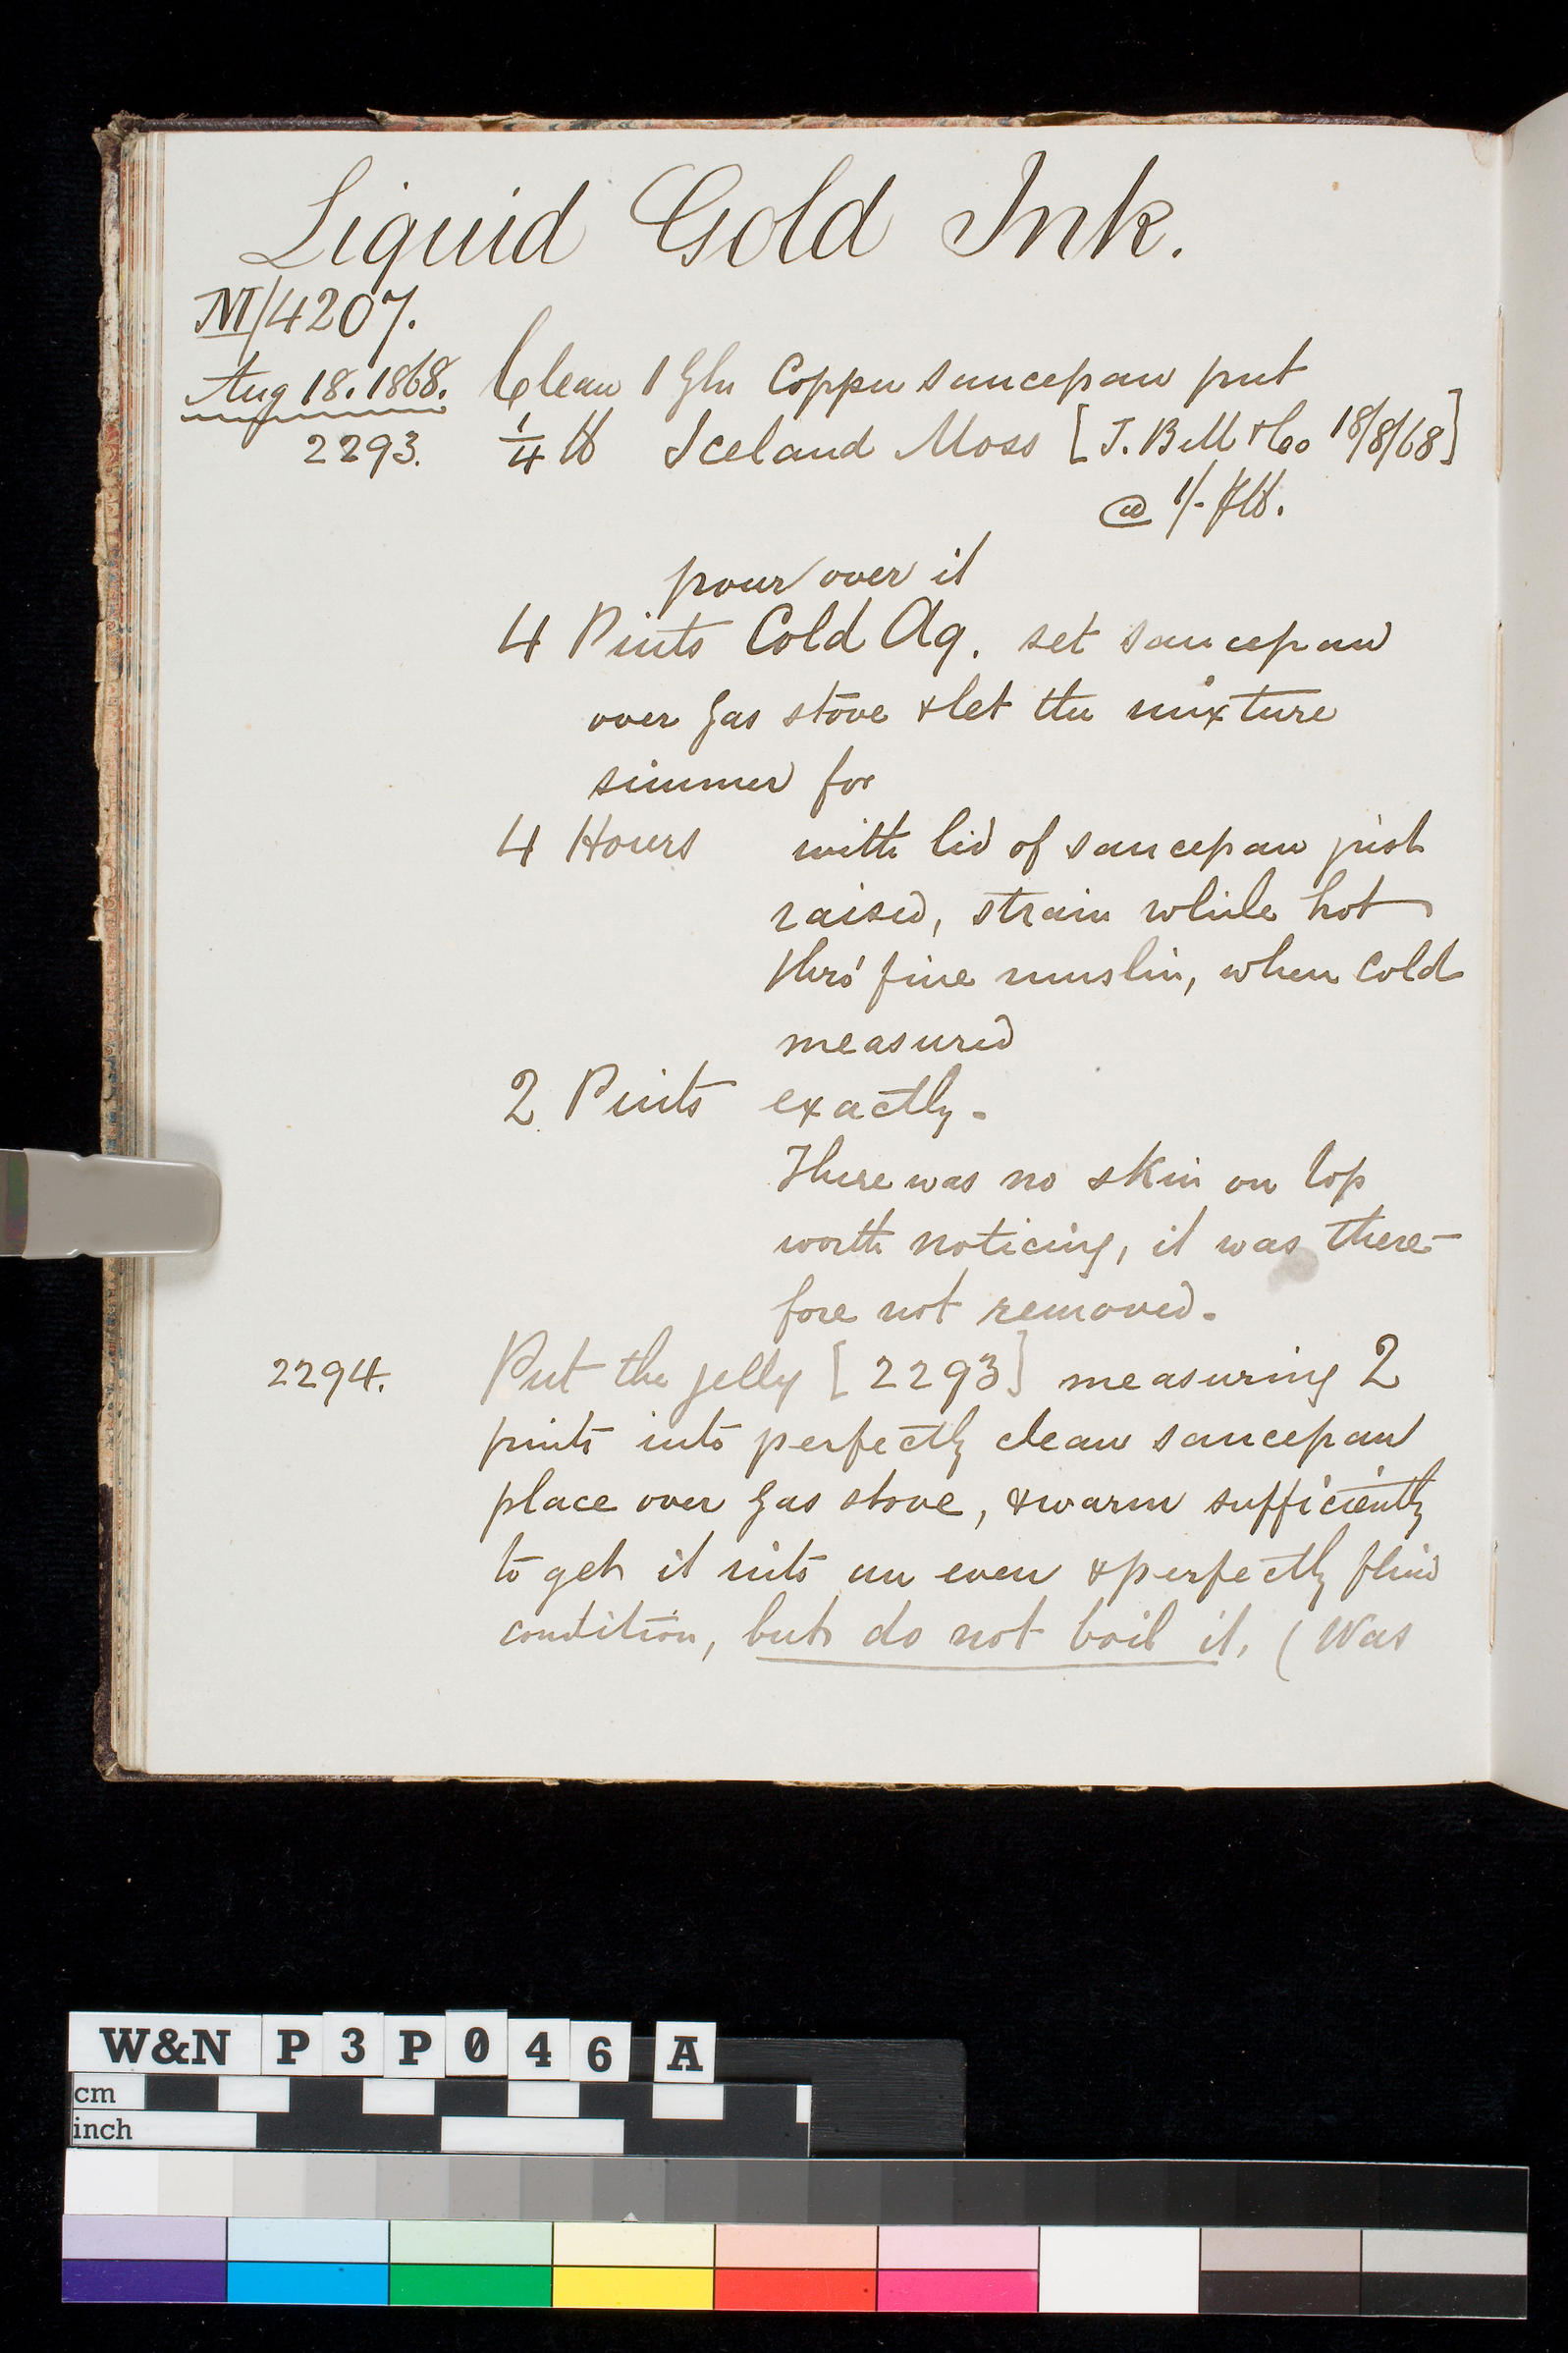 Liquid Gold Ink.
M/4207.
Aug 18. 1868. Clean 1 Gln Copper saucepan put
2293. 1/4 lb Iceland Moss [J. Bell & Co 18/8/68]
@ 1/- ℔ lb.
pour over it
4 Pints Cold Aq. set saucepan
over gas stove & let the mixture
simmer for
4 Hours with lid of saucepan just
raised, strain while hot
thro' fine muslin, when cold
measured
2 Pints exactly.
There was no skin on top
worth noticing, it was there-
fore not removed.
2294. Put the jelly [2293] measuring 2
pints into perfectly clean saucepan
place over gas stove, & warm sufficiently
to get it into an even & perfectly fluid
condition, but do not boil it. (Was
W&N P3P046A
cm
inch